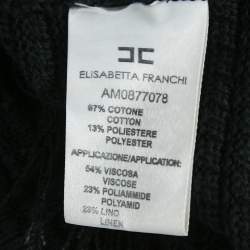 ELISABETTA FRANCHI
AM0877078
87% COTONE
COTTON
13% POLIESTERE
POLYESTER
APPLICAZIONE/APPLICATION:
54% VISCOSA
VISCOSE
23% POLIAMMIDE
POLYAMID
23% LINO
LINEN